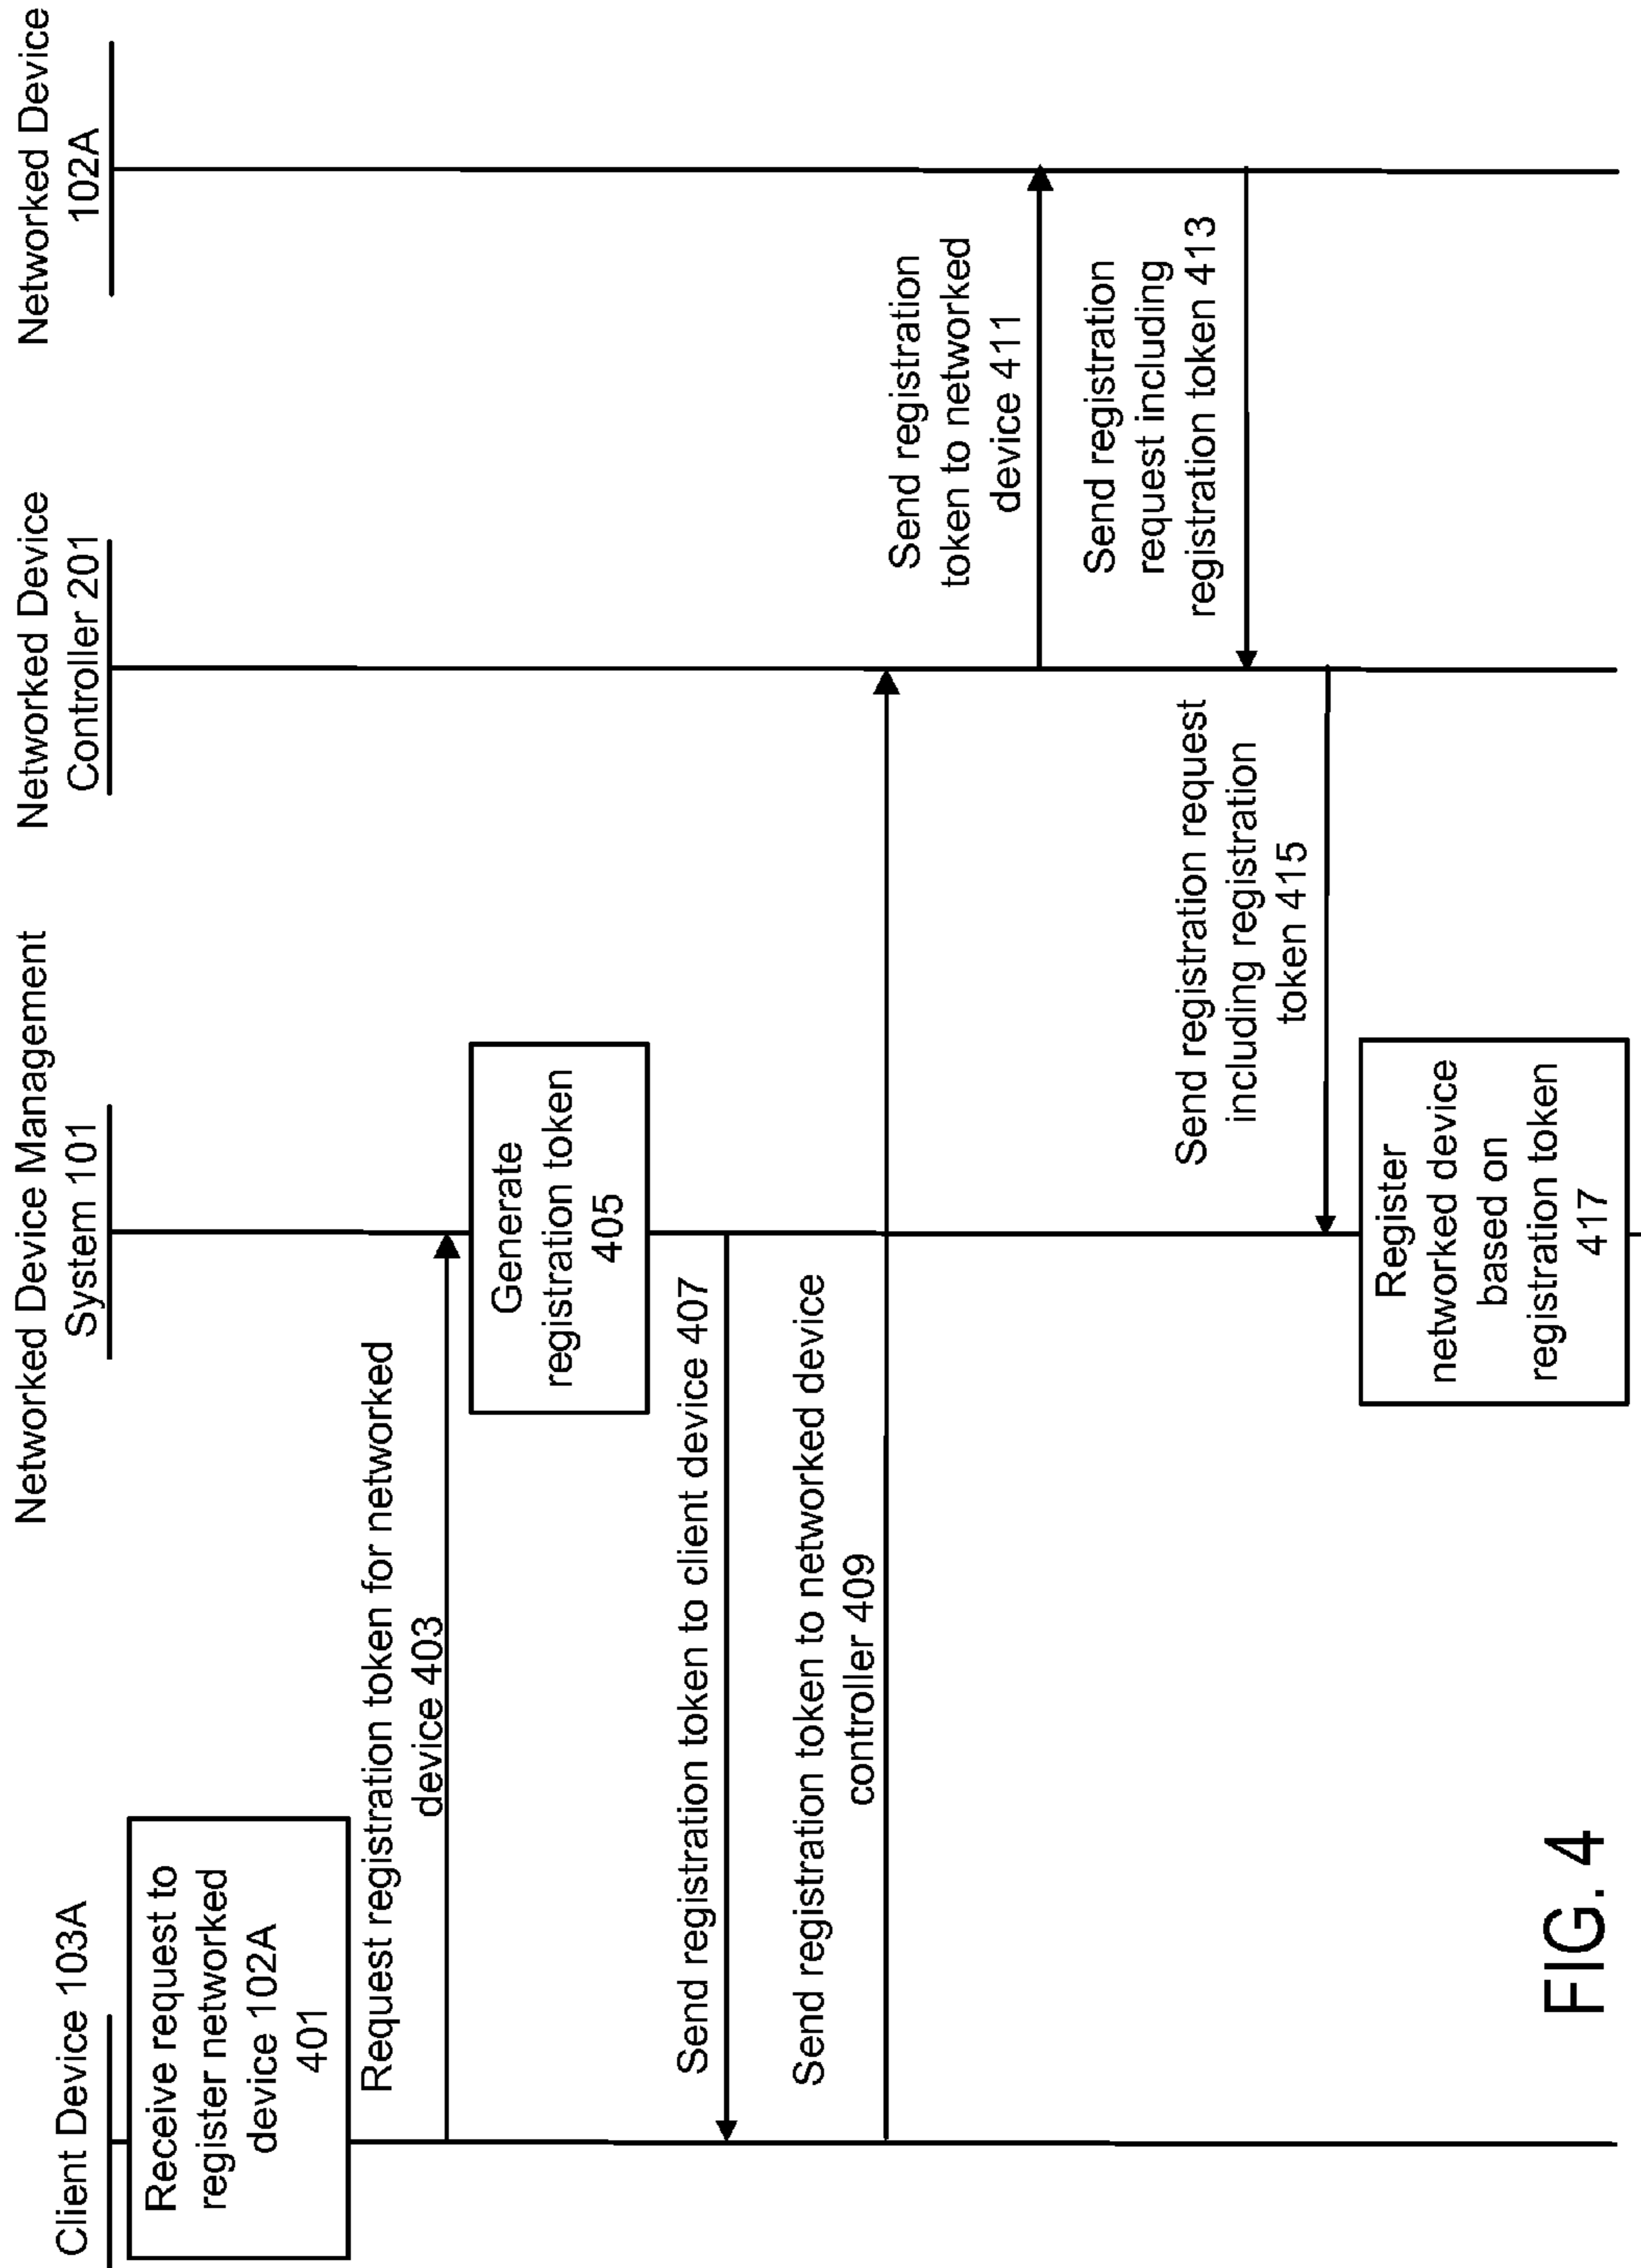 Client Device 103A
Networked Device Management
System 101
Networked Device
Controller 201
Networked Device
102A
Receive request to
register networked
device 102A
401
Request registration token for networked
device 403
Generate
registration token
405
Send registration token to client device 407
Send registration token to networked device
controller 409
Send registration
token to networked
device 411
Send registration
request including
registration token 413
Send registration request
including registration
token 415
Register
networked device
based on
registration token
417
FIG. 4